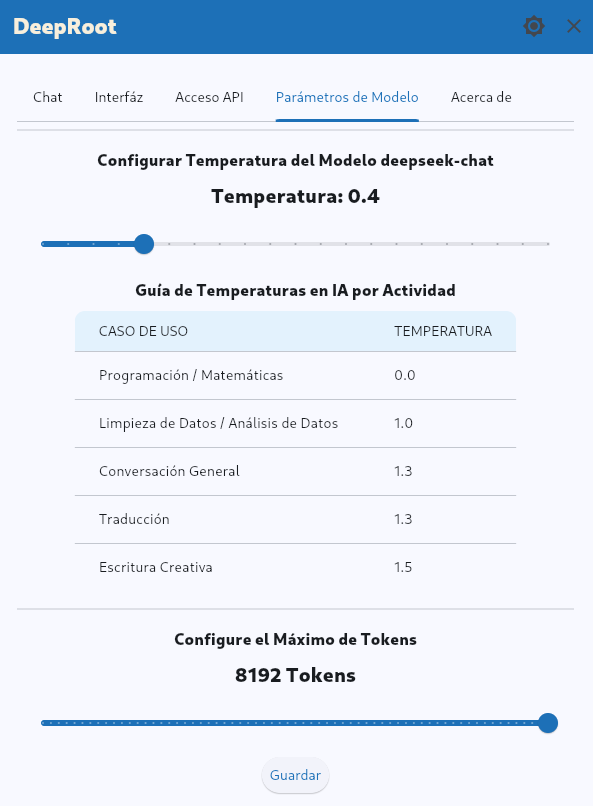 DeepRoot
Chat Interfáz Acceso API Parámetros de Modelo Acerca de
Configurar Temperatura del Modelo deepseek-chat
Temperatura: 0.4
Guía de Temperaturas en IA por Actividad
CASO DE USO TEMPERATURA
Programación / Matemáticas 0.0
Limpieza de Datos / Análisis de Datos 1.0
Conversación General 1.3
Traducción 1.3
Escritura Creativa 1.5
Configure el Máximo de Tokens
8192 Tokens
Guardar